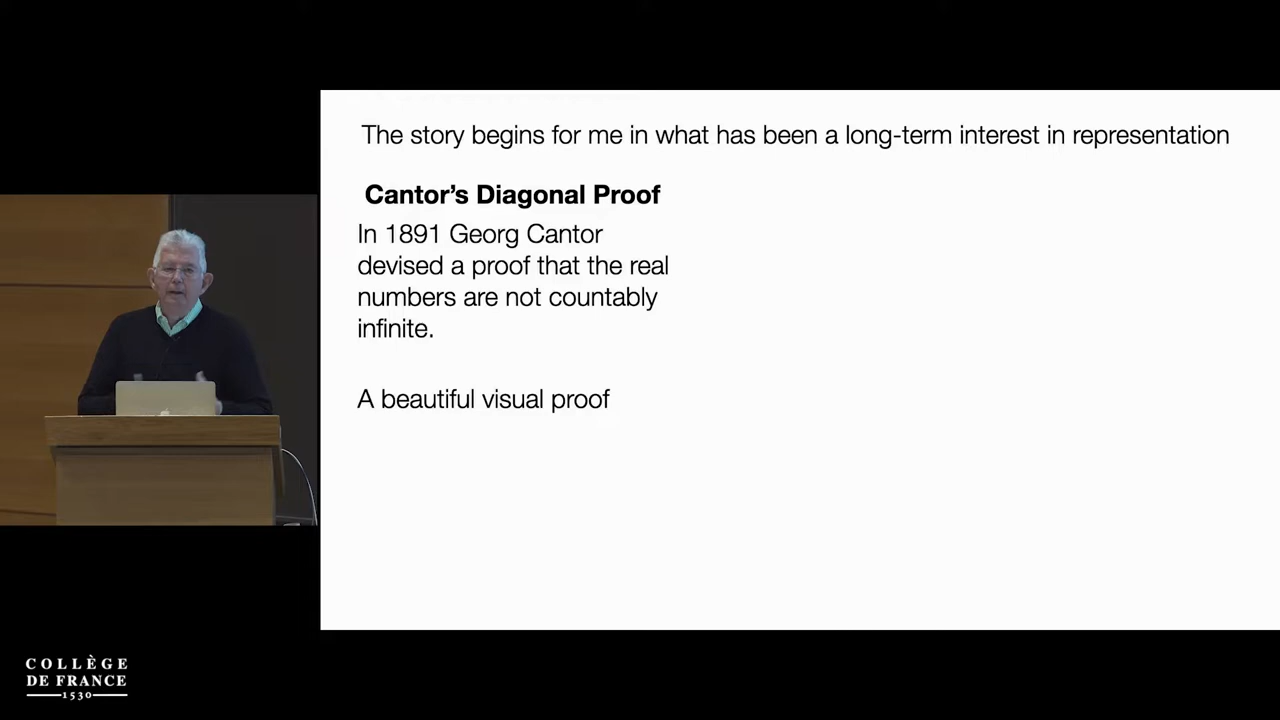 The story begins for me in what has been a long-term interest in representation
Cantor’s Diagonal Proof
In 1891 Georg Cantor
devised a proof that the real
numbers are not countably
infinite.
A beautiful visual proof
COLLÈGE
DE FRANCE
1530